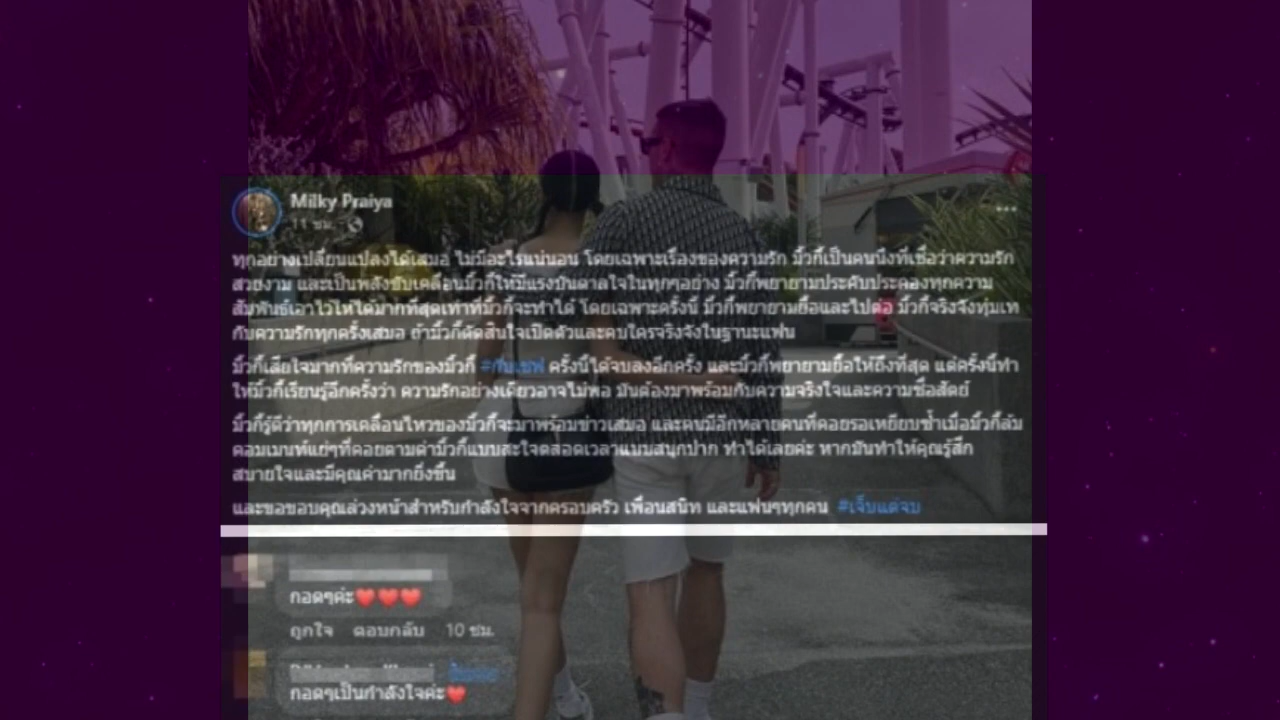 Milky Praiya
11 ชม.
ทุกอย่างเปลี่ยนแปลงได้เสมอ ไม่มีอะไรแน่นอน โดยเฉพาะเรื่องของความรัก มิ้วกี้เป็นคนนึงที่เชื่อว่าความรัก
สวยงาม และเป็นพลังขับเคลื่อนมิ้วกี้ให้มีแรงบันดาลใจในทุกๆอย่าง มิ้วกี้พยายามประคับประคองทุกความ
สัมพันธ์เอาไว้ให้ได้มากที่สุดเท่าที่มิ้วกี้จะทำได้ โดยเฉพาะครั้งนี้ มิ้วกี้พยายามยื้อและไปต่อ มิ้วกี้จริงจังทุ่มเท
กับความรักทุกครั้งเสมอ ถ้ามิ้วกี้ตัดสินใจเปิดตัวและคบใครจริงจังในฐานะแฟน
มิ้วกี้เสียใจมากที่ความรักของมิ้วกี้ #กับเชฟ ครั้งนี้ได้จบลงอีกครั้ง และมิ้วกี้พยายามยื้อให้ถึงที่สุด แต่ครั้งนี้ทำ
ให้มิ้วกี้เรียนรู้อีกครั้งว่า ความรักอย่างเดียวอาจไม่พอ มันต้องมาพร้อมกับความจริงใจและความซื่อสัตย์
มิ้วกี้รู้ดีว่าทุกการเคลื่อนไหวของมิ้วกี้จะมาพร้อมข่าวเสมอ และคนมีอีกหลายคนที่คอยรอเหยียบซ้ำเมื่อมิ้วกี้ล้ม
คอมเมนท์แย่ๆที่คอยตามด่ามิ้วกี้แบบสะใจตลอดเวลาแบบสนุกปาก ทำได้เลยค่ะ หากมันทำให้คุณรู้สึก
สบายใจและมีคุณค่ามากยิ่งขึ้น
และขอขอบคุณล่วงหน้าสำหรับกำลังใจจากครอบครัว เพื่อนสนิท และแฟนๆทุกคน #เจ็บแต่จบ
กอดๆค่ะ❤️❤️❤️
ถูกใจ ตอบกลับ 10 ชม.
กอดๆเป็นกำลังใจค่ะ❤️